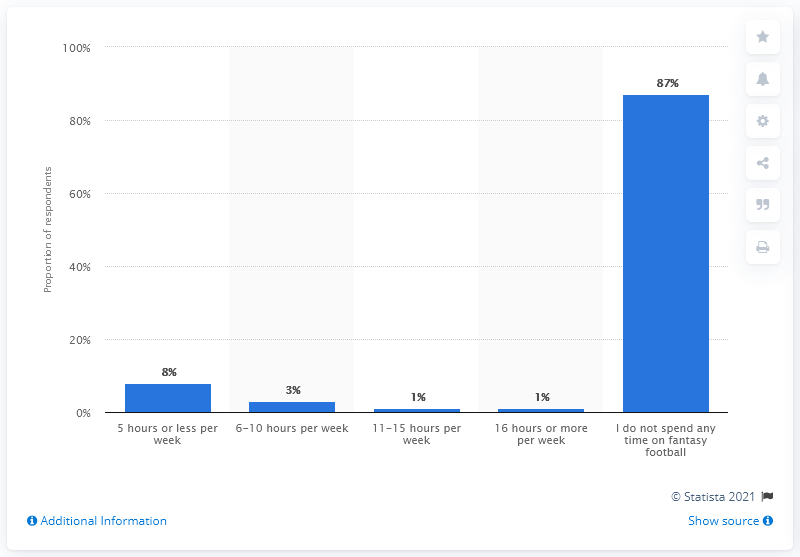 100%
80%
60%
40%
20%
0%
Proportion of respondents
8%
3%
1%
1%
87%
5 hours or less per
week
6–10 hours per week
11–15 hours per
week
16 hours or more
per week
I do not spend any
time on fantasy
football
© Statista 2021
Additional Information
Show source